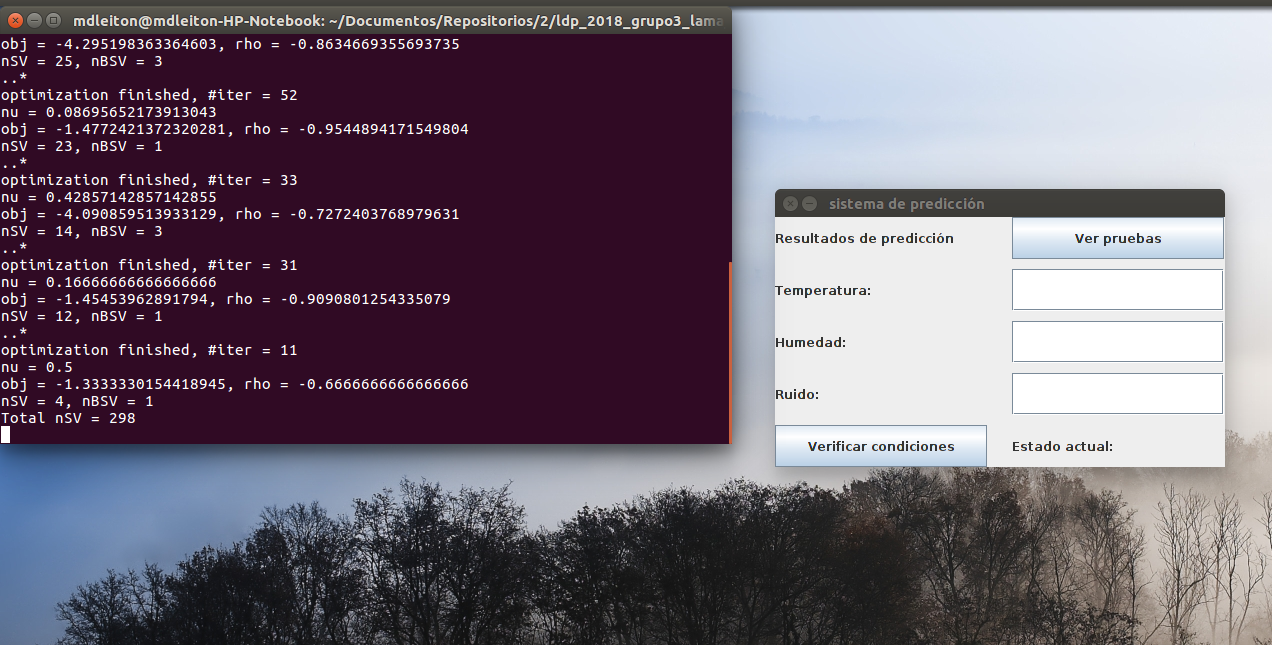 mdleiton@mdleiton-HP-Notebook: ~/Documentos/Repositorios/2/ldp_2018_grupo3_lama
obj = -4.295198363364603, rho = -0.8634669355693735
nSV = 25, nBSV = 3
..*
optimization finished, #iter = 52
nu = 0.08695652173913043
obj = -1.4772421372320281, rho = -0.9544894171549804
nSV = 23, nBSV = 1
..*
optimization finished, #iter = 33
nu = 0.42857142857142855
obj = -4.090859513933129, rho = -0.7272403768979631
nSV = 14, nBSV = 3
..*
optimization finished, #iter = 31
nu = 0.16666666666666666
obj = -1.45453962891794, rho = -0.9090801254335079
nSV = 12, nBSV = 1
..*
optimization finished, #iter = 11
nu = 0.5
obj = -1.3333330154418945, rho = -0.6666666666666666
nSV = 4, nBSV = 1
Total nSV = 298
sistema de predicción
Resultados de predicción
Ver pruebas
Temperatura:
Humedad:
Ruido:
Verificar condiciones
Estado actual: